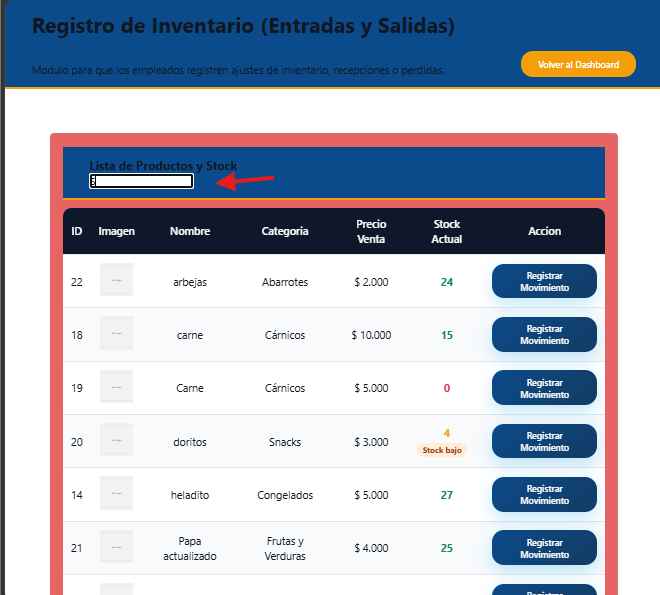 Registro de Inventario (Entradas y Salidas)
Modulo para que los empleados registren ajustes de inventario, recepciones o perdidas.
Volver al Dashboard
Lista de Productos y Stock
ID Imagen Nombre Categoria Precio Venta Stock Actual Accion
22 arbejas Abarrotes $ 2.000 24 Registrar Movimiento
18 carne Cárnicos $ 10.000 15 Registrar Movimiento
19 Carne Cárnicos $ 5.000 0 Registrar Movimiento
20 doritos Snacks $ 3.000 4 Stock bajo Registrar Movimiento
14 heladito Congelados $ 5.000 27 Registrar Movimiento
21 Papa actualizado Frutas y Verduras $ 4.000 25 Registrar Movimiento